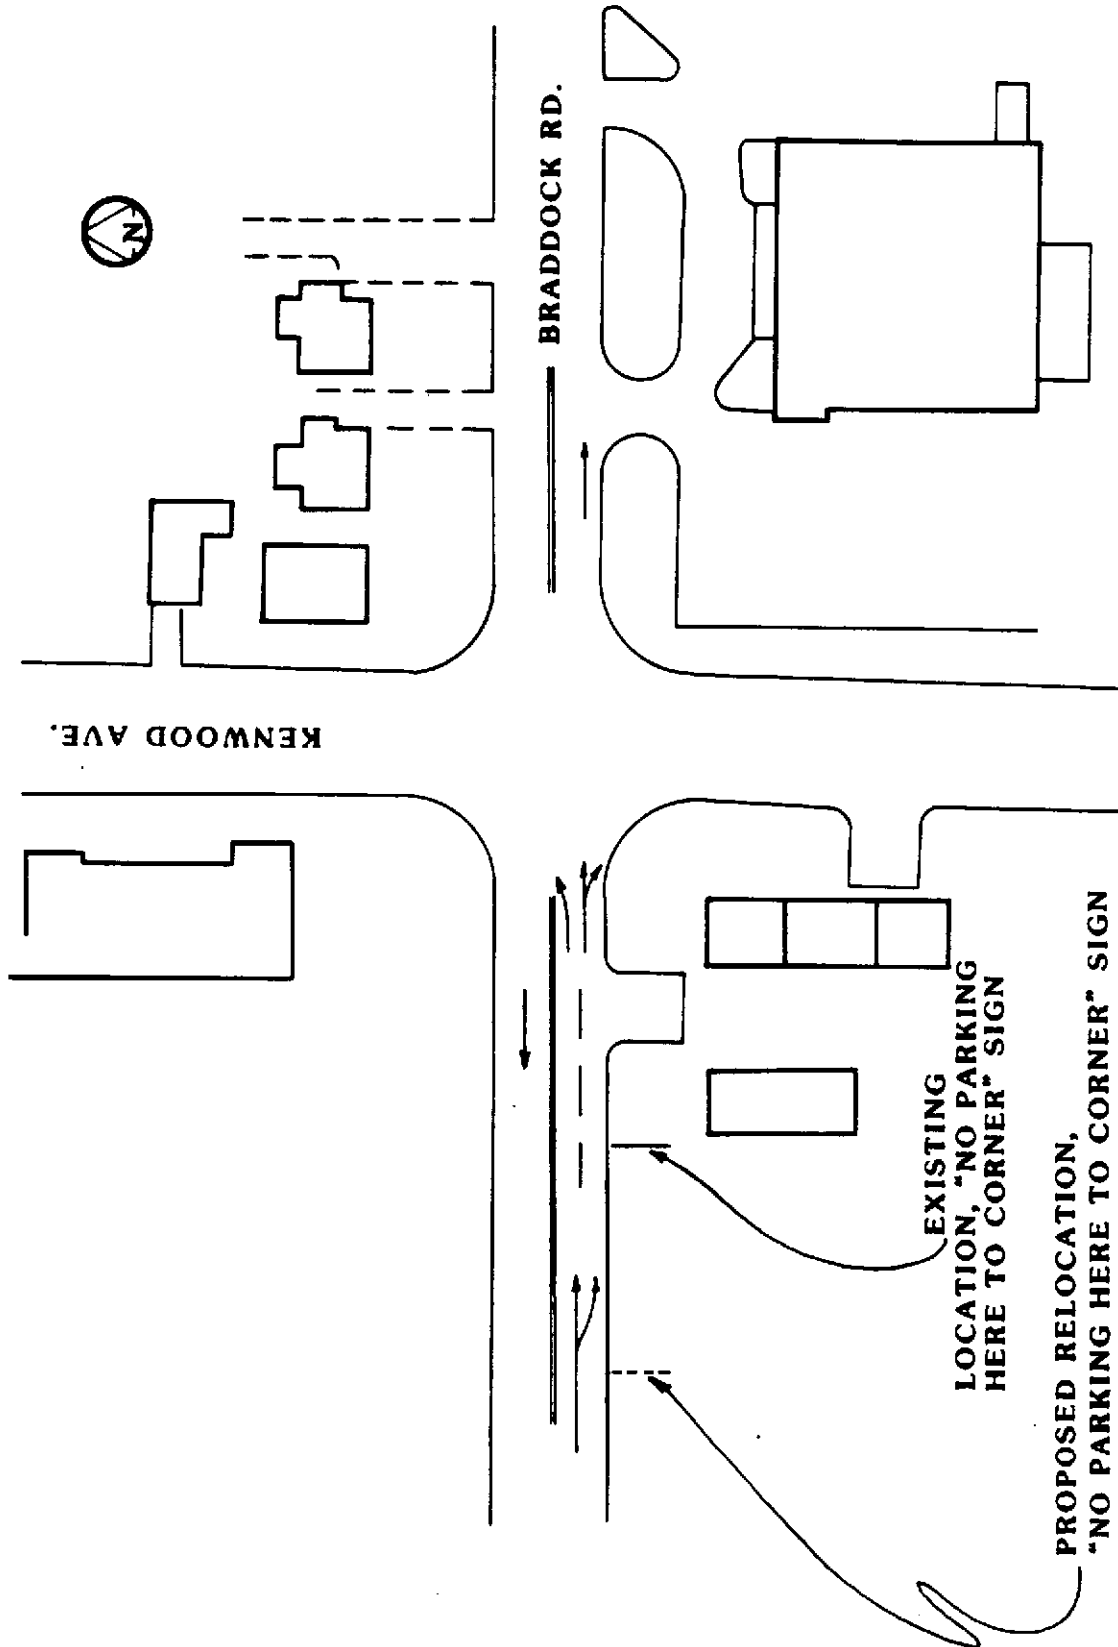 N
BRADDOCK RD.
KENWOOD AVE.
EXISTING
LOCATION, "NO PARKING
HERE TO CORNER" SIGN
PROPOSED RELOCATION,
"NO PARKING HERE TO CORNER" SIGN